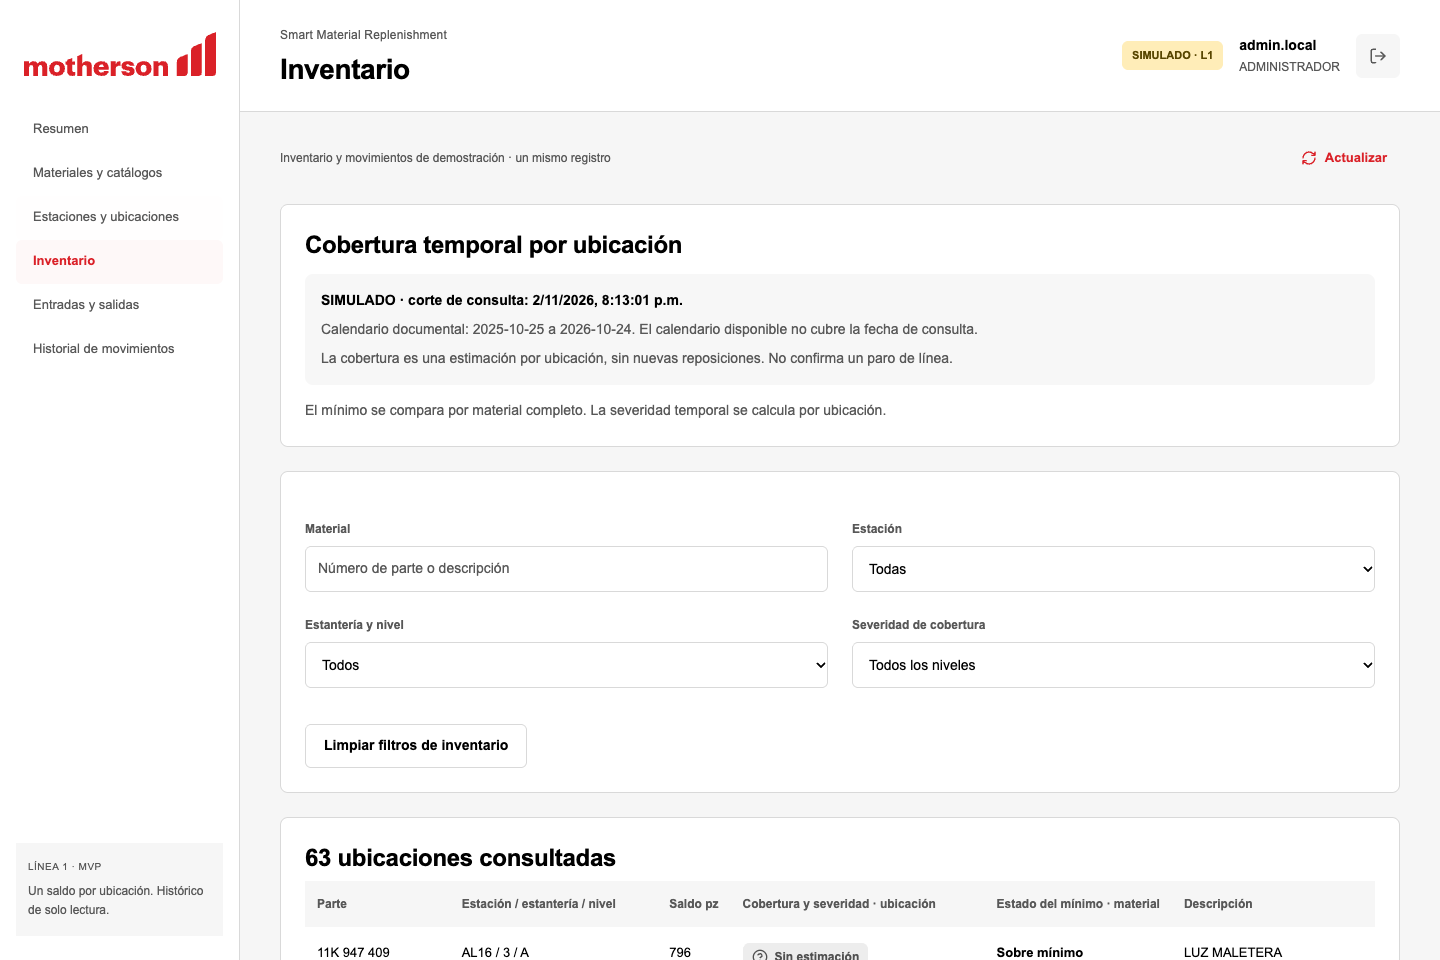 motherson
Resumen
Materiales y catálogos
Estaciones y ubicaciones
Inventario
Entradas y salidas
Historial de movimientos
LÍNEA 1 · MVP
Un saldo por ubicación. Histórico
de solo lectura.
Smart Material Replenishment
Inventario
SIMULADO · L1
admin.local
ADMINISTRADOR
Inventario y movimientos de demostración · un mismo registro
Actualizar
Cobertura temporal por ubicación
SIMULADO · corte de consulta: 2/11/2026, 8:13:01 p.m.
Calendario documental: 2025-10-25 a 2026-10-24. El calendario disponible no cubre la fecha de consulta.
La cobertura es una estimación por ubicación, sin nuevas reposiciones. No confirma un paro de línea.
El mínimo se compara por material completo. La severidad temporal se calcula por ubicación.
Material
Estación
Número de parte o descripción
Todas
Estantería y nivel
Severidad de cobertura
Todos
Todos los niveles
Limpiar filtros de inventario
63 ubicaciones consultadas
Parte Estación / estantería / nivel Saldo pz Cobertura y severidad · ubicación Estado del mínimo · material Descripción
11K 947 409 AL16 / 3 / A 796 Sin estimación Sobre mínimo LUZ MALETERA